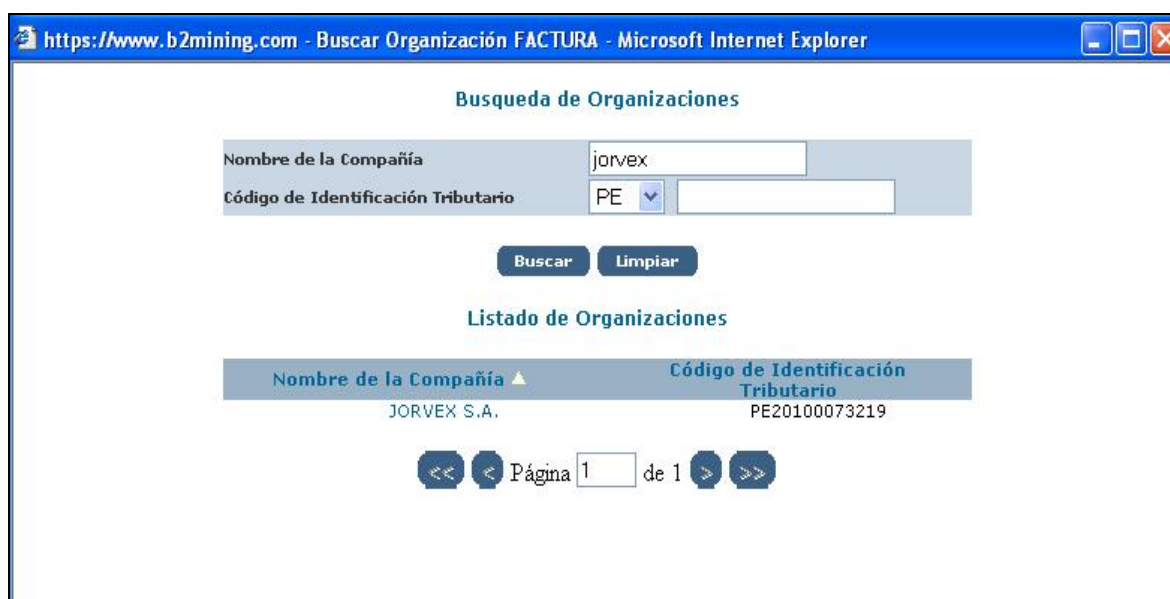 https://www.b2mining.com - Buscar Organización FACTURA - Microsoft Internet Explorer
Busqueda de Organizaciones
Nombre de la Compañía jorvex
Código de Identificación Tributario PE
Buscar Limpiar
Listado de Organizaciones
Nombre de la Compañía Código de Identificación
Tributario
JORVEX S.A. PE20100073219
<< < Página 1 de 1 > >>